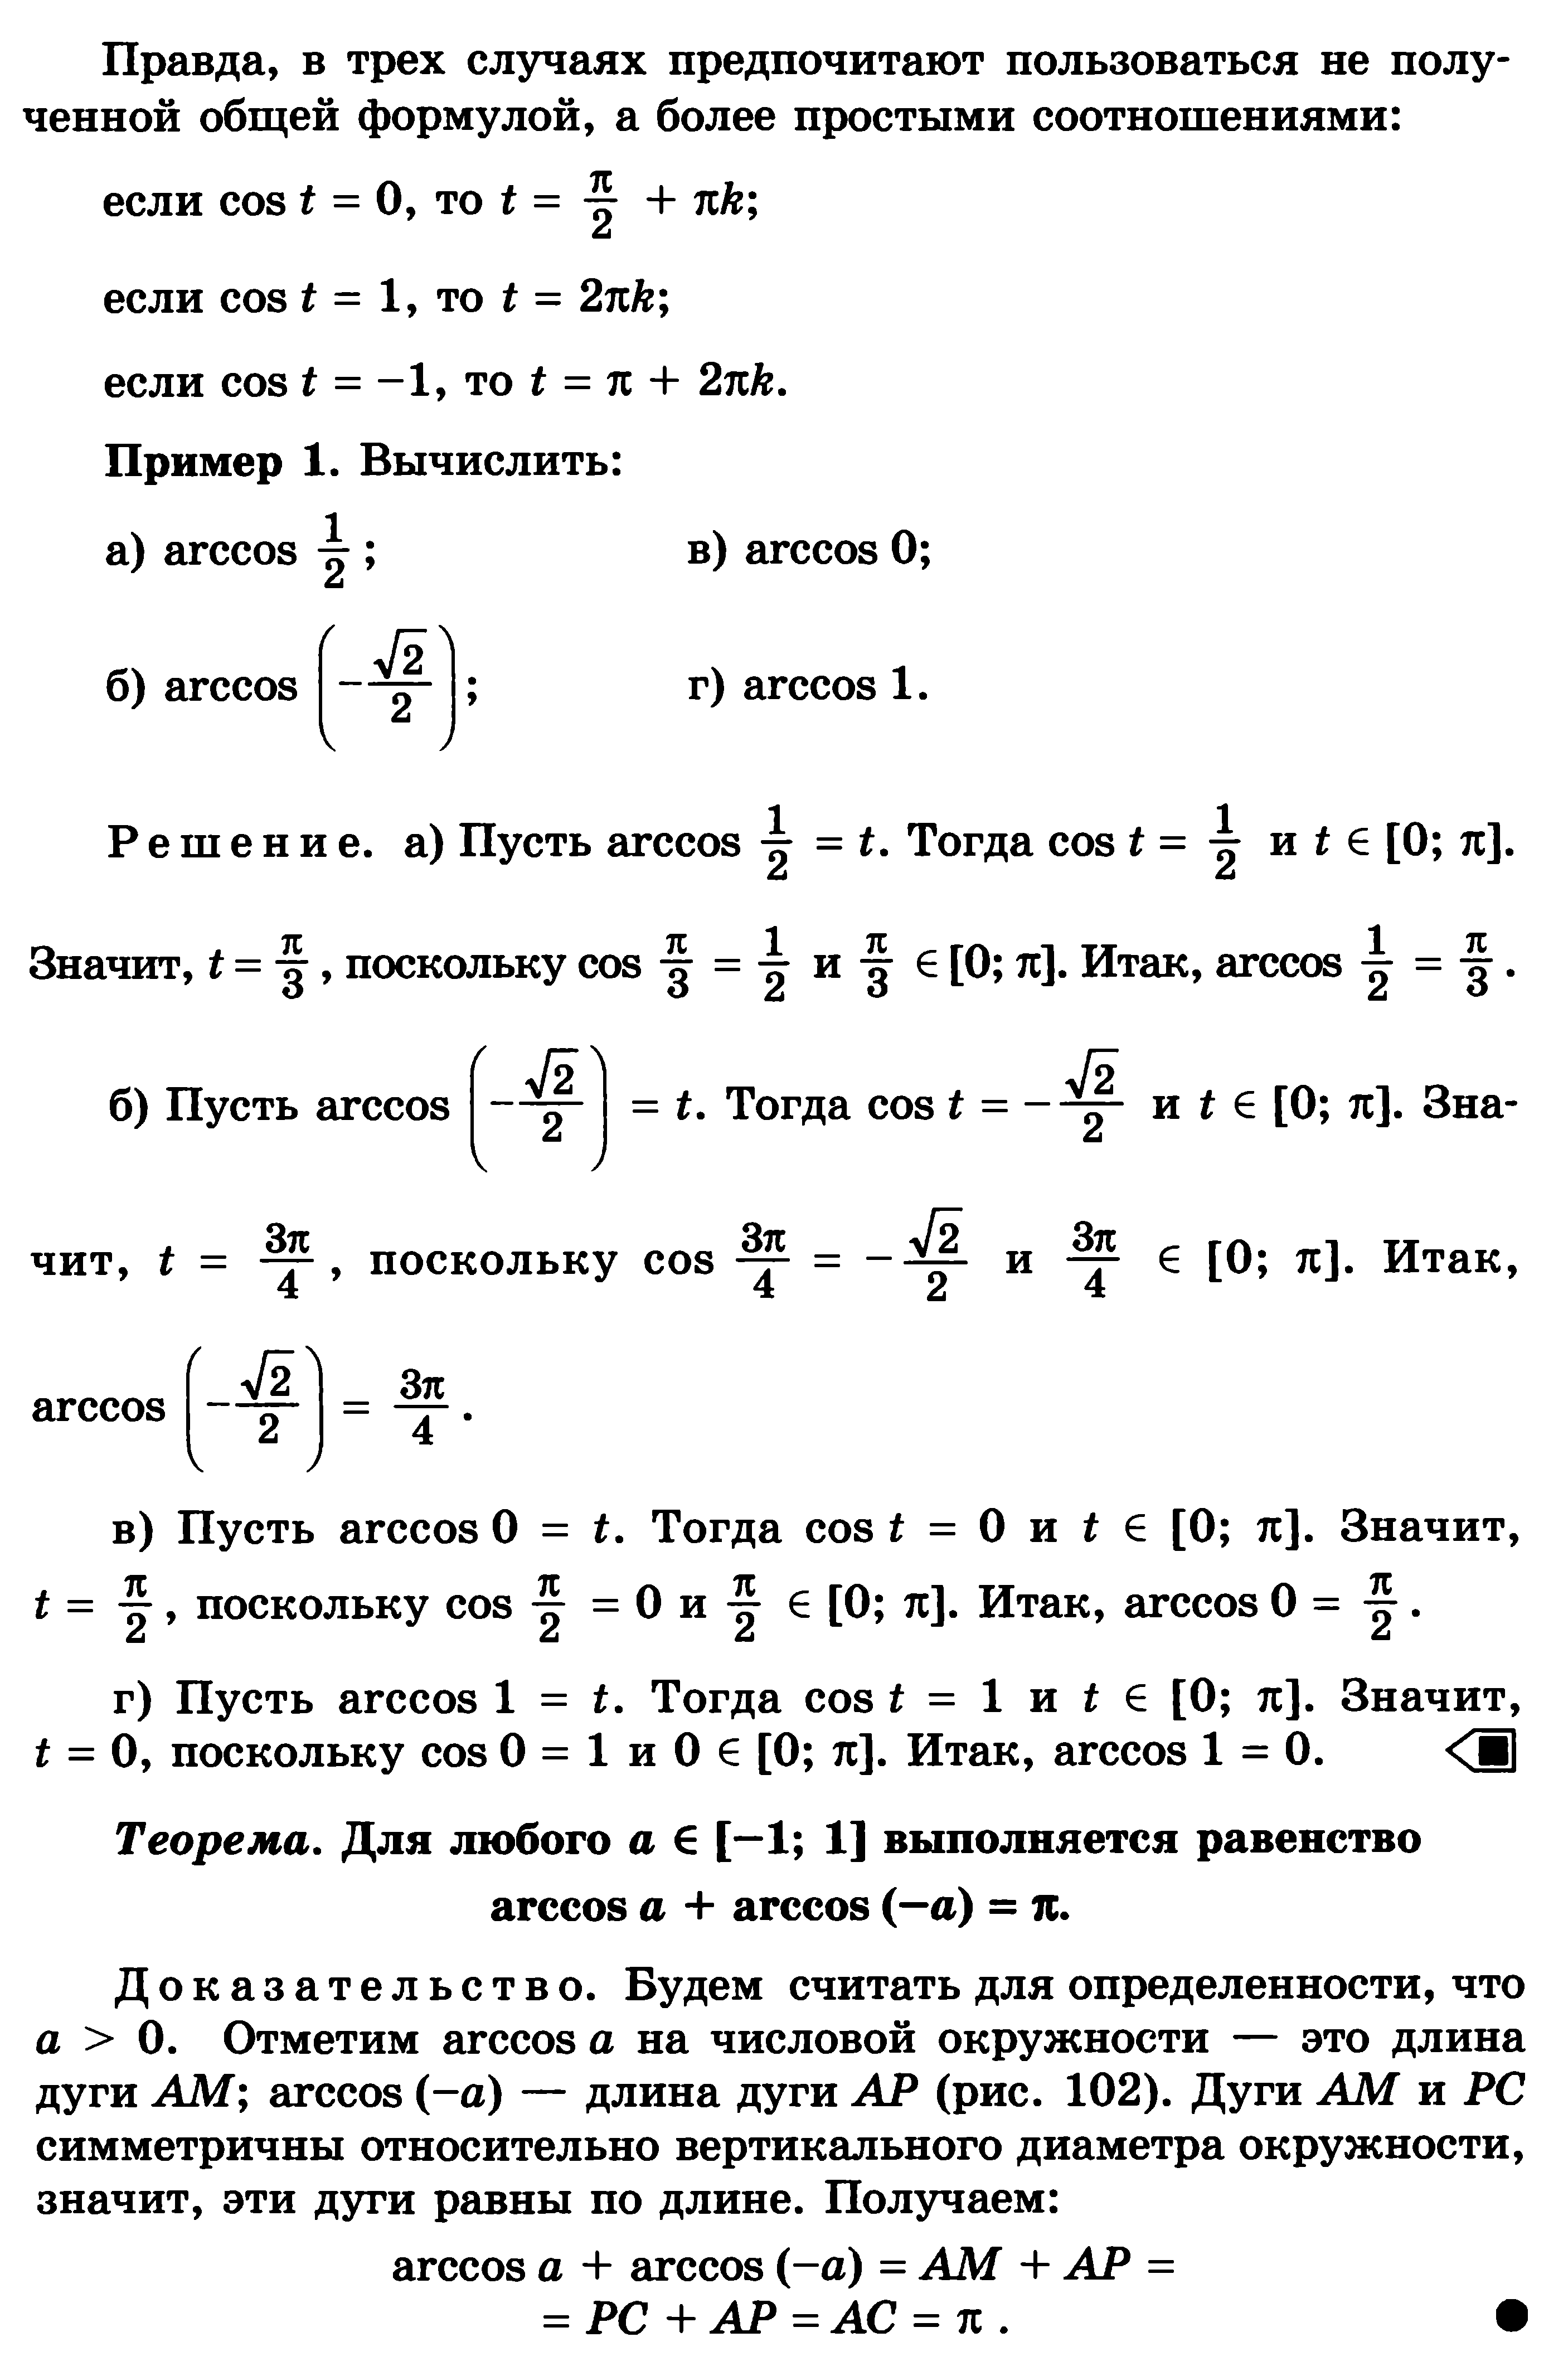 Правда, в трех случаях предпочитают пользоваться не полу-
ченной общей формулой, а более простыми соотношениями:
если cos t = 0, то t = π/2 + πk;
если cos t = 1, то t = 2πk;
если cos t = −1, то t = π + 2πk.
Пример 1. Вычислить:
а) arccos 1/2; в) arccos 0;
б) arccos (−√2/2); г) arccos 1.
Решение. а) Пусть arccos 1/2 = t. Тогда cos t = 1/2 и t ∈ [0; π].
Значит, t = π/3, поскольку cos π/3 = 1/2 и π/3 ∈ [0; π]. Итак, arccos 1/2 = π/3.
б) Пусть arccos (−√2/2) = t. Тогда cos t = −√2/2 и t ∈ [0; π]. Зна-
чит, t = 3π/4, поскольку cos 3π/4 = −√2/2 и 3π/4 ∈ [0; π]. Итак,
arccos (−√2/2) = 3π/4.
в) Пусть arccos 0 = t. Тогда cos t = 0 и t ∈ [0; π]. Значит,
t = π/2, поскольку cos π/2 = 0 и π/2 ∈ [0; π]. Итак, arccos 0 = π/2.
г) Пусть arccos 1 = t. Тогда cos t = 1 и t ∈ [0; π]. Значит,
t = 0, поскольку cos 0 = 1 и 0 ∈ [0; π]. Итак, arccos 1 = 0.
Теорема. Для любого a ∈ [−1; 1] выполняется равенство
arccos a + arccos (−a) = π.
Доказательство. Будем считать для определенности, что
a > 0. Отметим arccos a на числовой окружности — это длина
дуги AM; arccos (−a) — длина дуги AP (рис. 102). Дуги AM и PC
симметричны относительно вертикального диаметра окружности,
значит, эти дуги равны по длине. Получаем:
arccos a + arccos (−a) = AM + AP =
= PC + AP = AC = π .